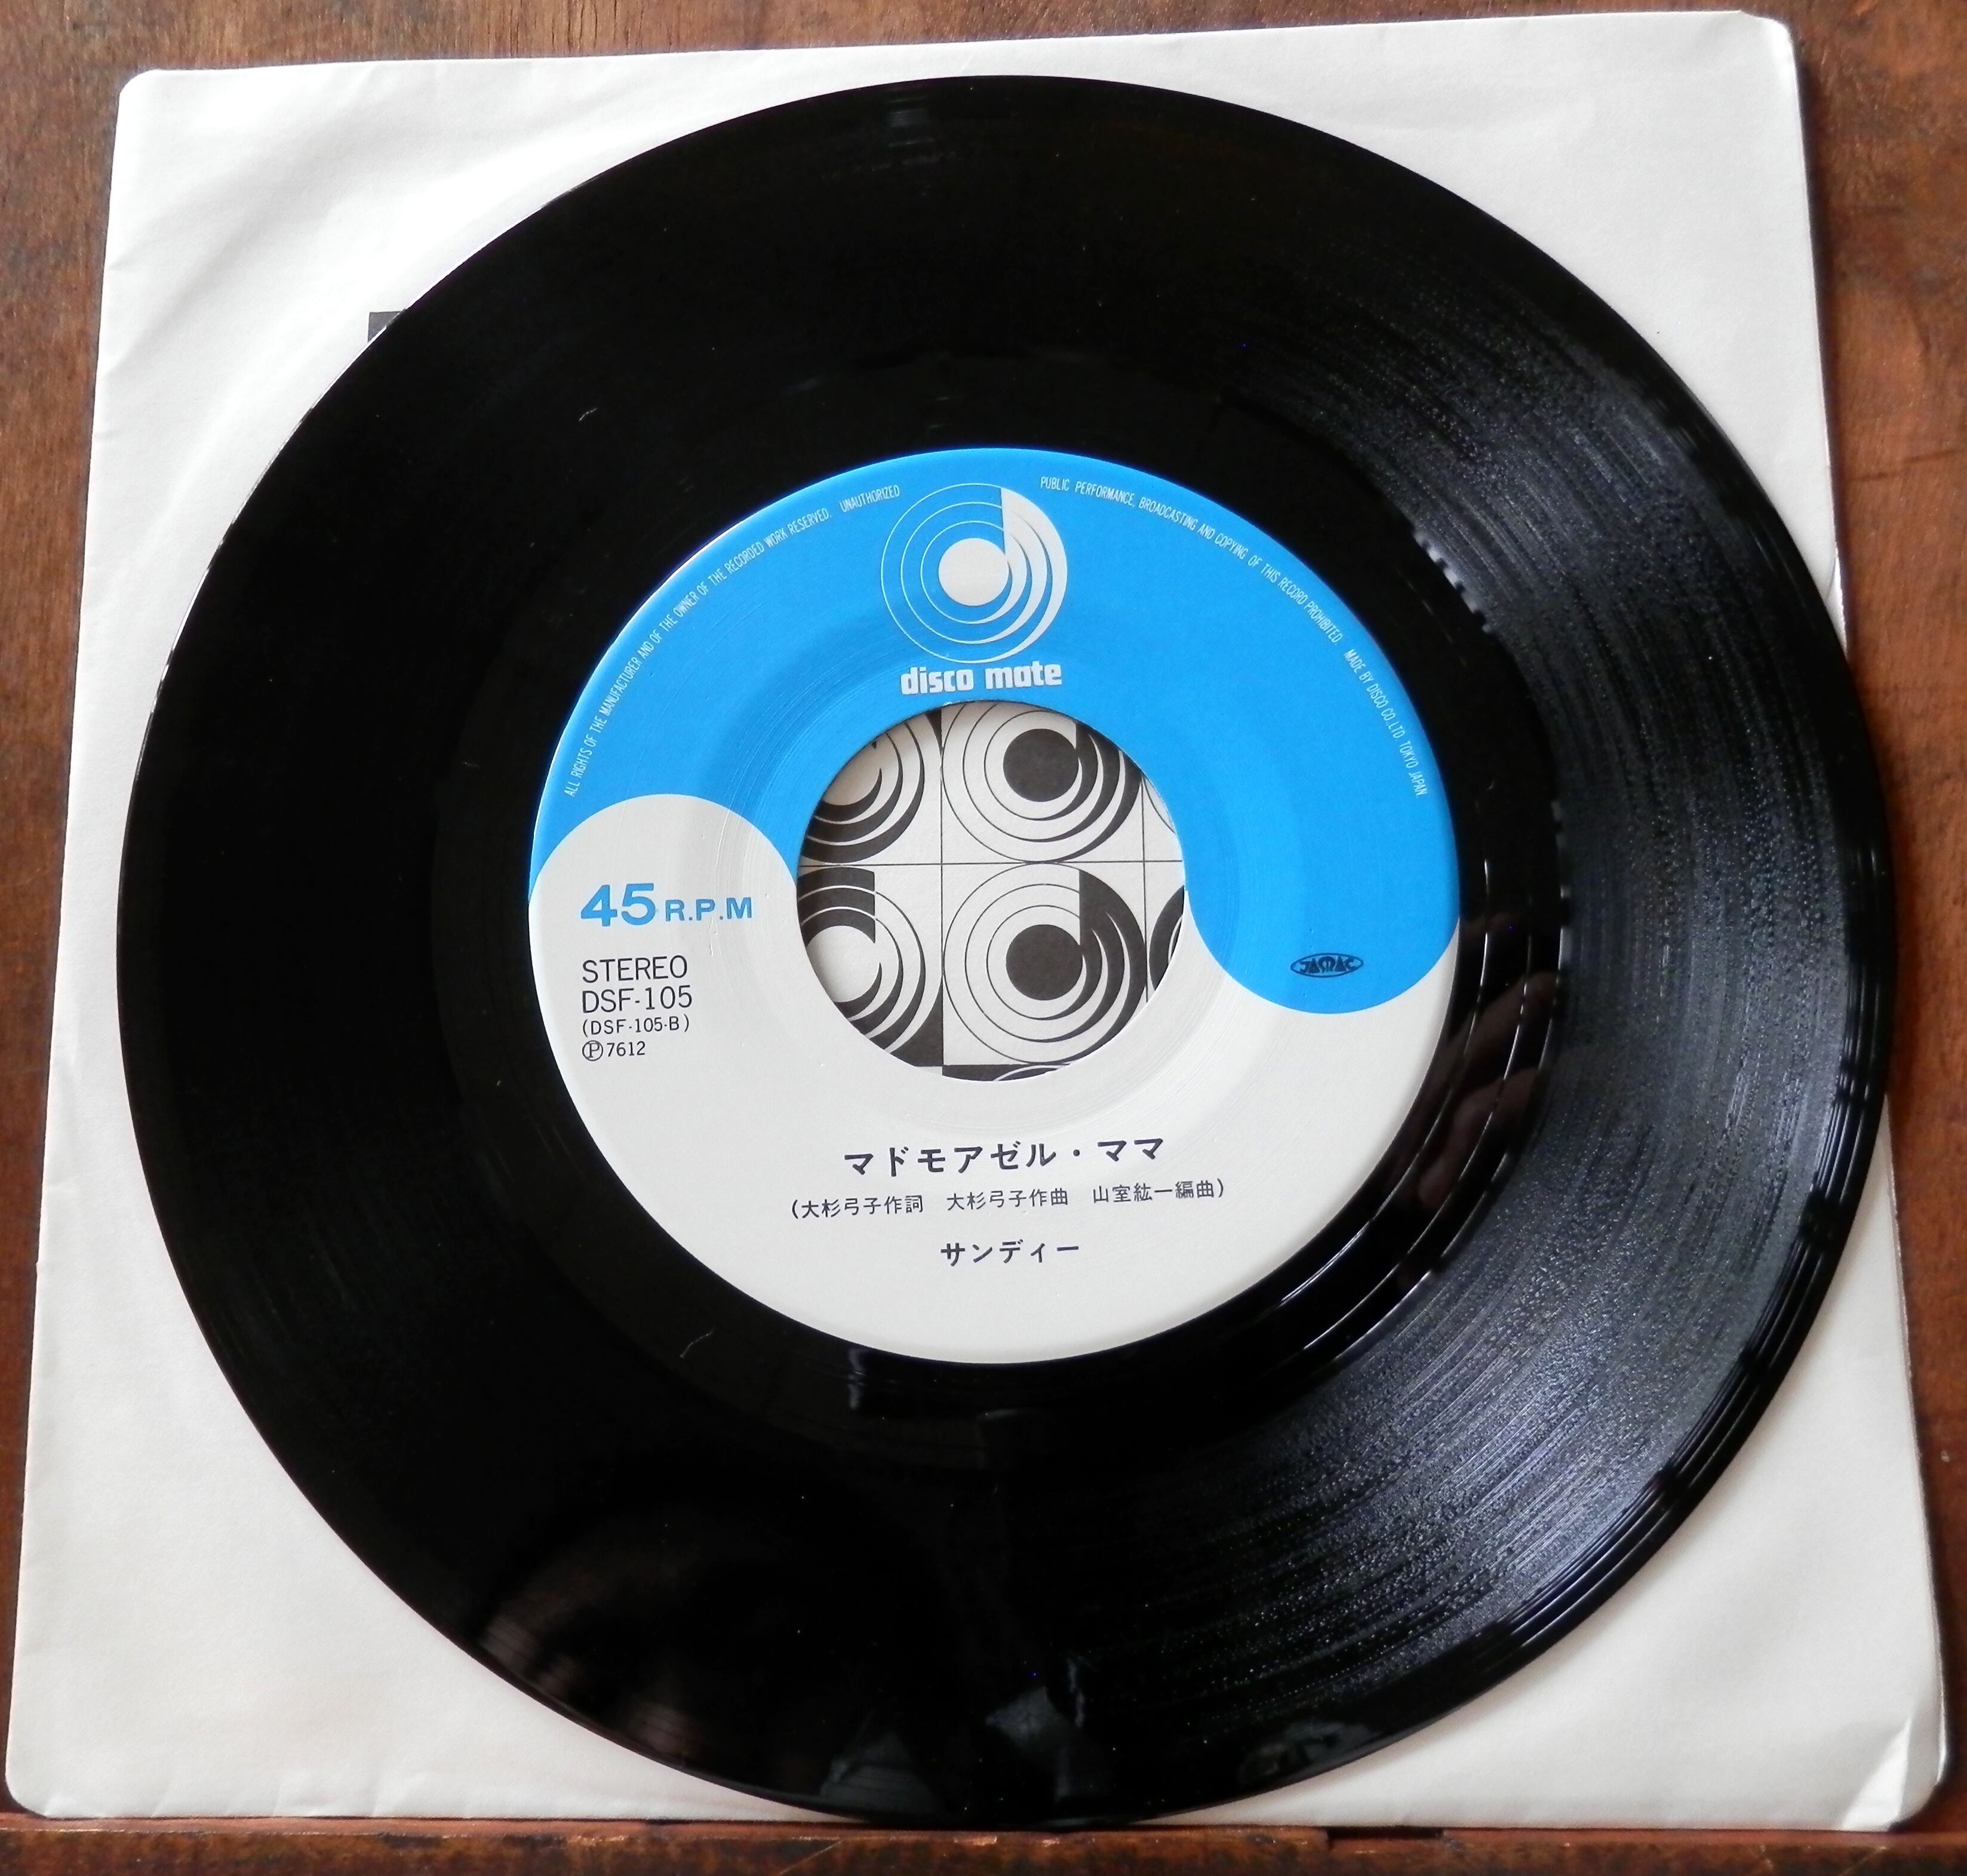 ALL RIGHTS OF THE MANUFACTURER AND OF THE OWNER OF THE RECORDED WORK RESERVED. UNAUTHORIZED
PUBLIC PERFORMANCE, BROADCASTING AND COPYING OF THIS RECORD PROHIBITED. MADE BY DISCO CO., LTD. TOKYO JAPAN
disco mate
45 R.P.M
STEREO
DSF-105
(DSF-105-B)
Ⓟ7612
JAMAC
マドモアゼル・ママ
(大杉弓子作詞 大杉弓子作曲 山室紘一編曲)
サンディー